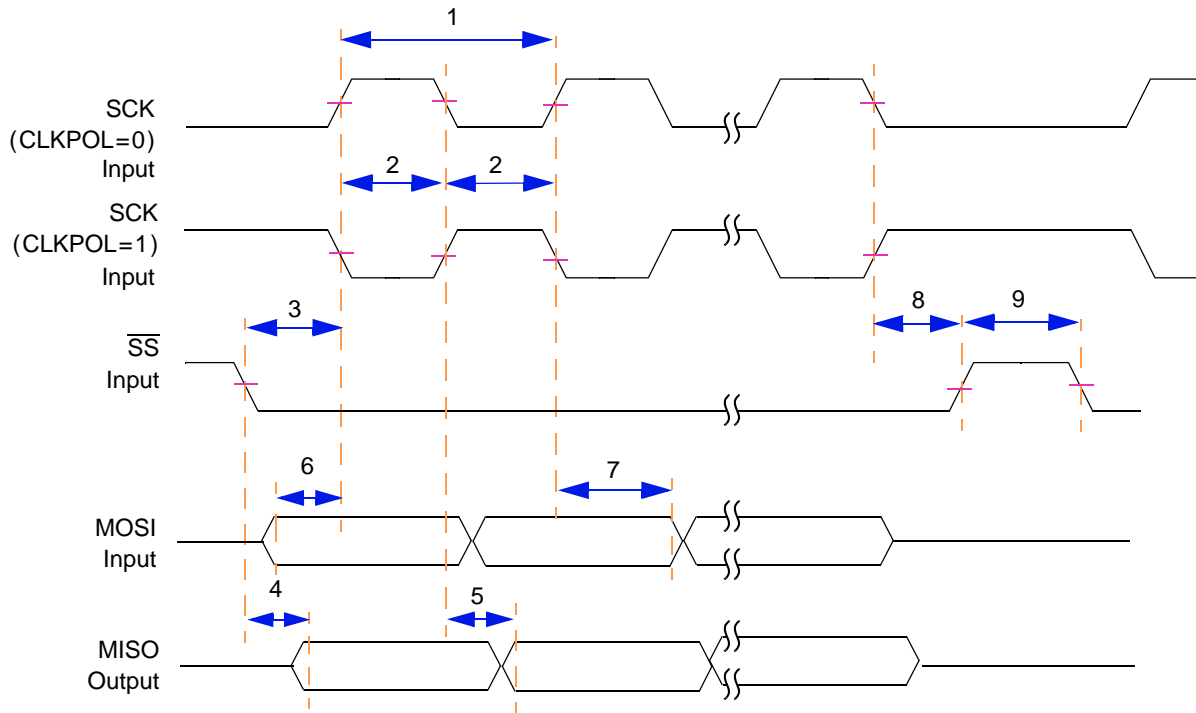 1
SCK
(CLKPOL=0)
Input
2 2
SCK
(CLKPOL=1)
Input
3 8 9
SS
Input
6 7
MOSI
Input
4 5
MISO
Output